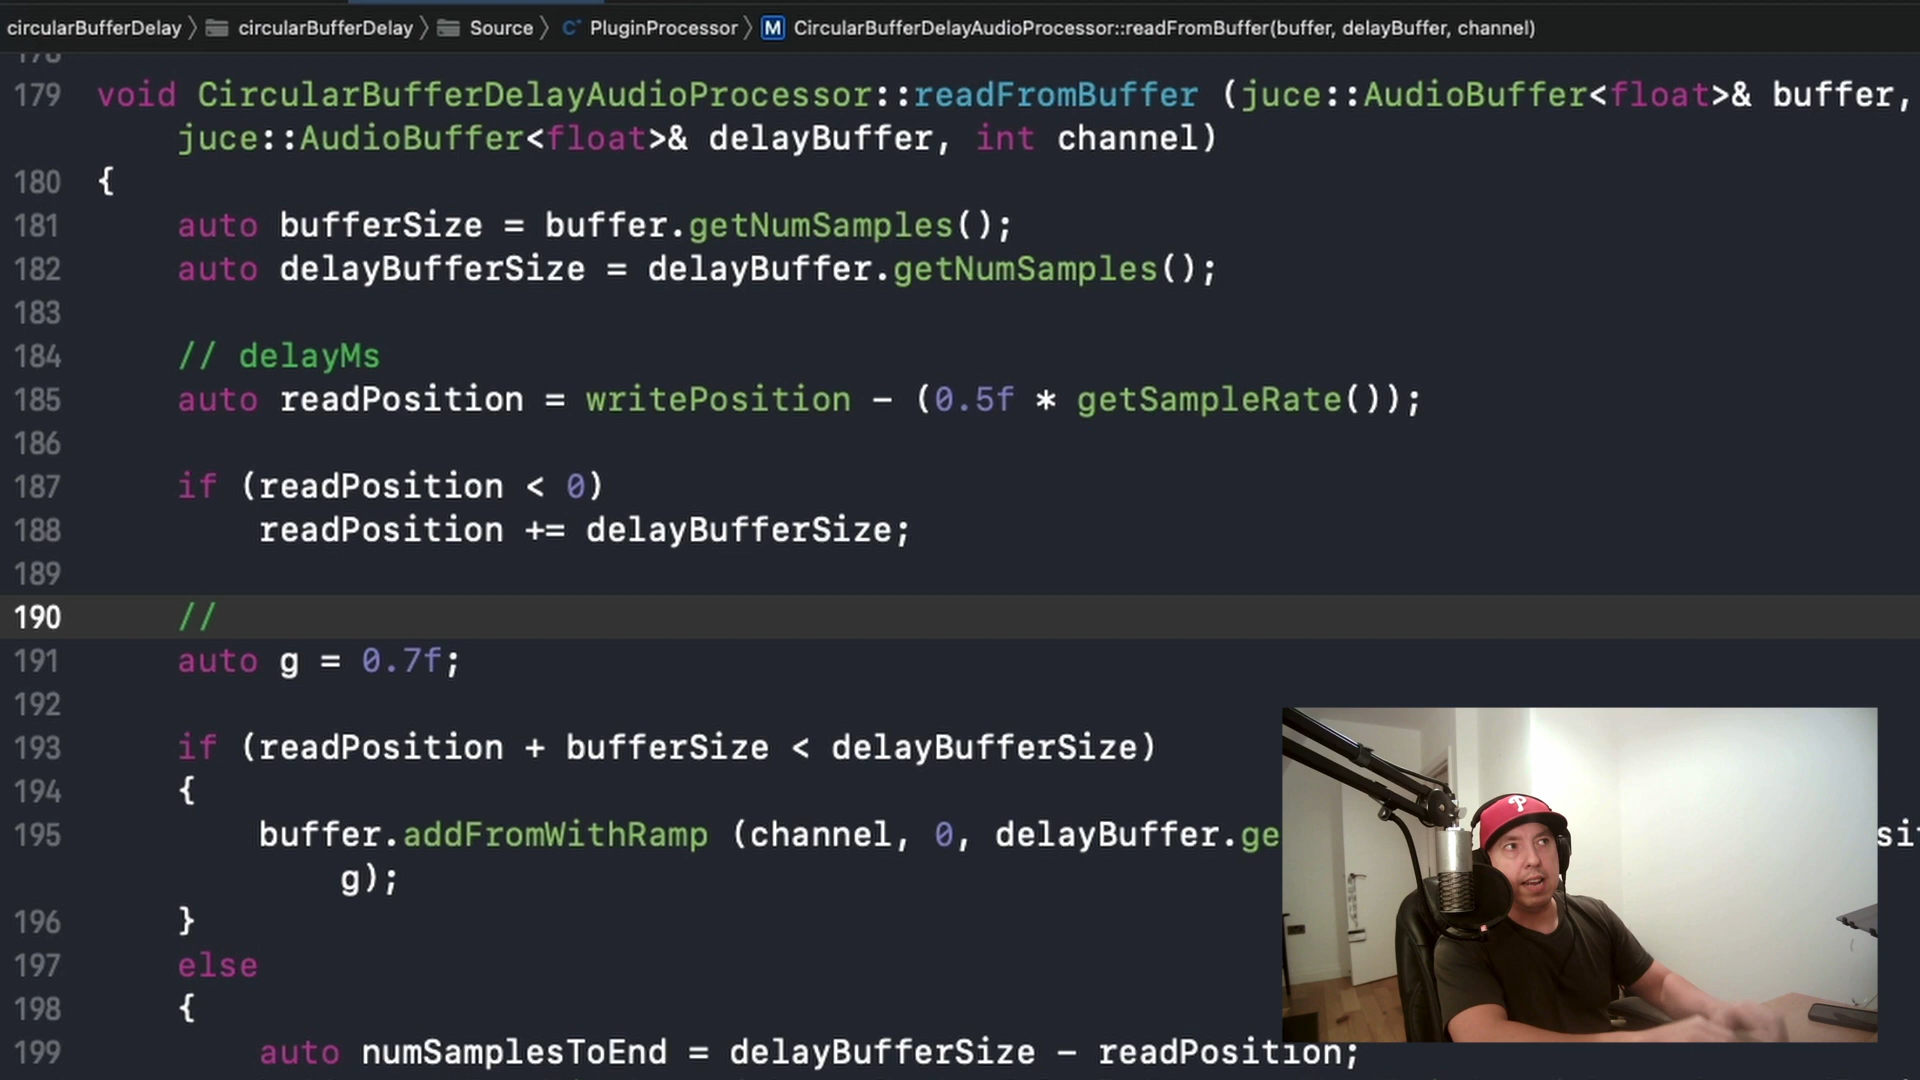 circularBufferDelay 〉 circularBufferDelay 〉 Source 〉 PluginProcessor 〉 M CircularBufferDelayAudioProcessor::readFromBuffer(buffer, delayBuffer, channel)
178
179 void CircularBufferDelayAudioProcessor::readFromBuffer (juce::AudioBuffer<float>& buffer,
juce::AudioBuffer<float>& delayBuffer, int channel)
180 {
181 auto bufferSize = buffer.getNumSamples();
182 auto delayBufferSize = delayBuffer.getNumSamples();
183
184 // delayMs
185 auto readPosition = writePosition - (0.5f * getSampleRate());
186
187 if (readPosition < 0)
188 readPosition += delayBufferSize;
189
190 //
191 auto g = 0.7f;
192
193 if (readPosition + bufferSize < delayBufferSize)
194 {
195 buffer.addFromWithRamp (channel, 0, delayBuffer.ge sit
g);
196 }
197 else
198 {
199 auto numSamplesToEnd = delayBufferSize - readPosition;
P